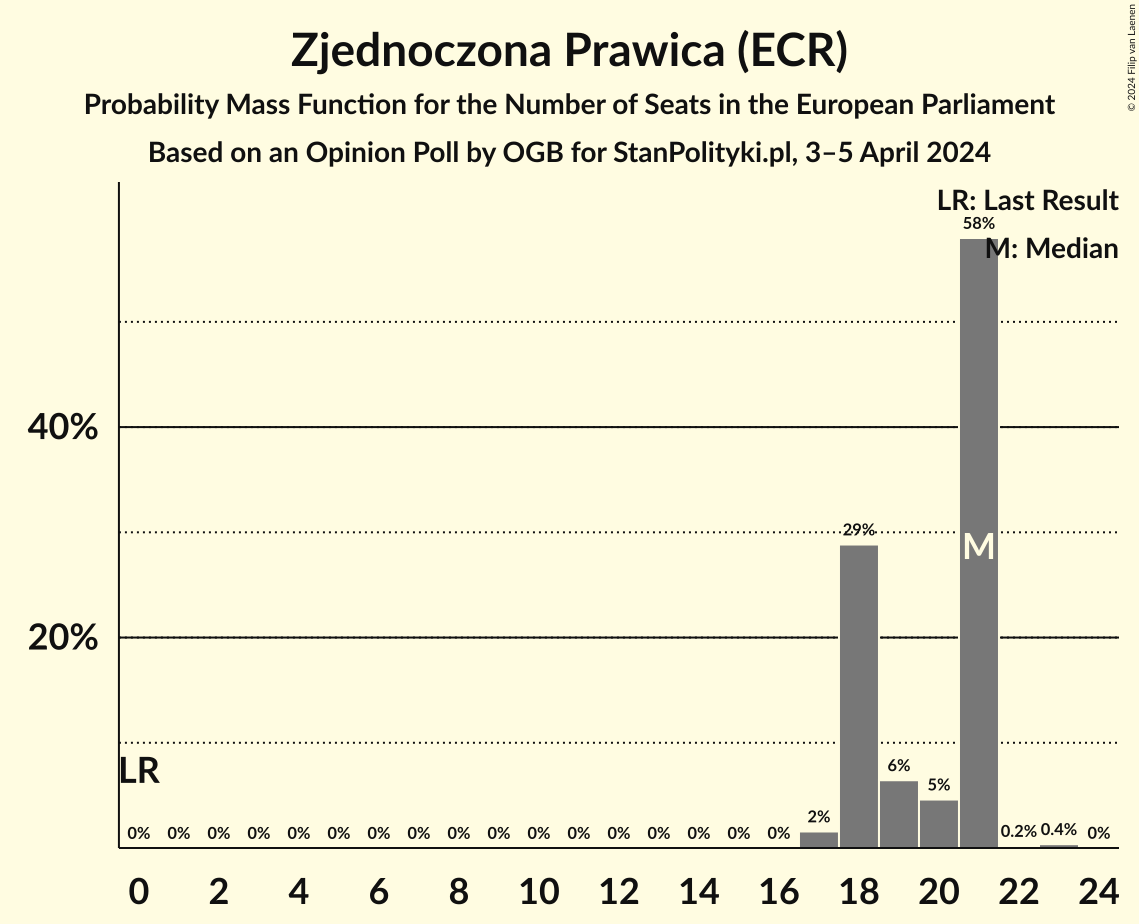 Zjednoczona Prawica (ECR)
Probability Mass Function for the Number of Seats in the European Parliament
Based on an Opinion Poll by OGB for StanPolityki.pl, 3–5 April 2024
© 2024 Filip van Laenen
LR: Last Result
58%
M: Median
40%
29%
M
20%
LR
6%
5%
2%
0% 0% 0% 0% 0% 0% 0% 0% 0% 0% 0% 0% 0% 0% 0% 0% 0% 0.2% 0.4% 0%
0 2 4 6 8 10 12 14 16 18 20 22 24